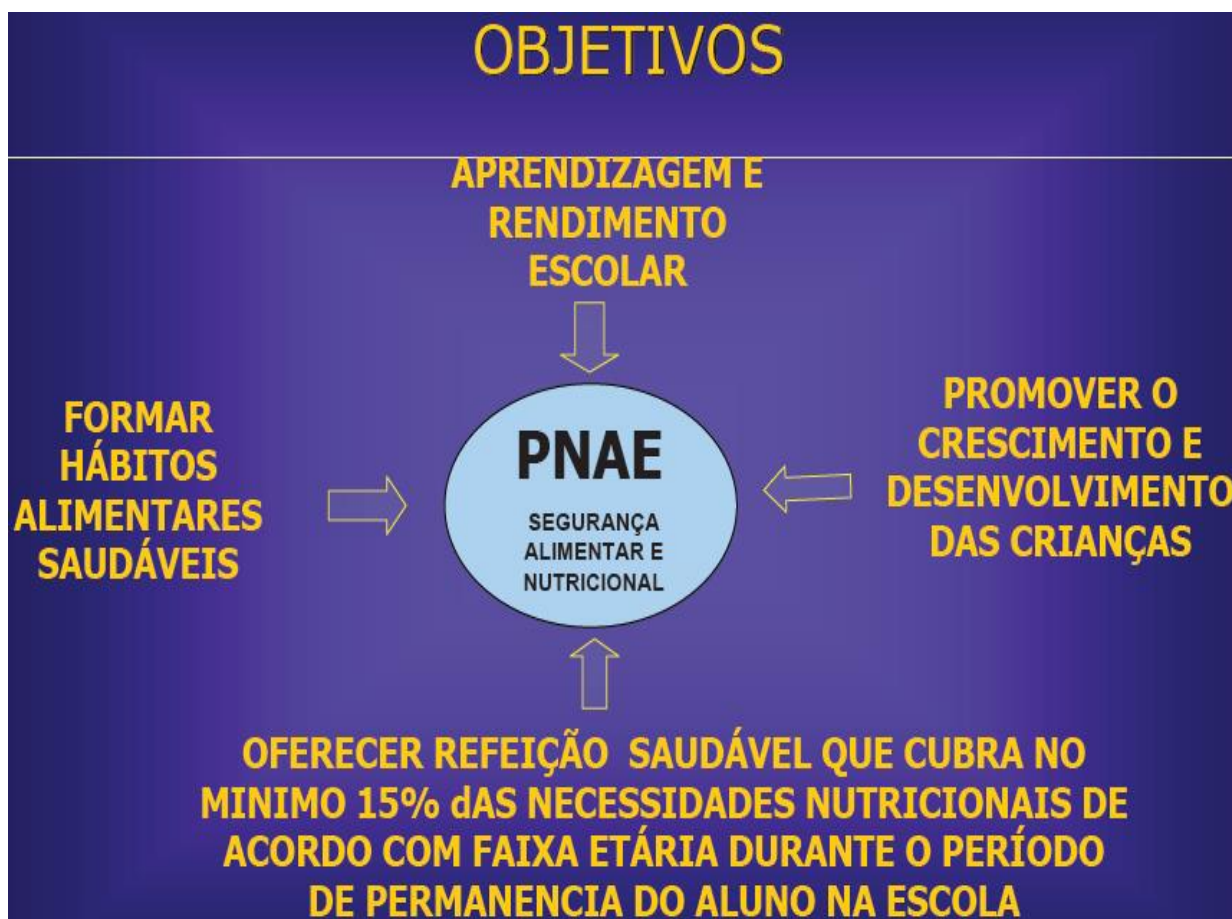 OBJETIVOS
APRENDIZAGEM E
RENDIMENTO
ESCOLAR
FORMAR
HÁBITOS
ALIMENTARES
SAUDÁVEIS
PNAE
SEGURANÇA
ALIMENTAR E
NUTRICIONAL
PROMOVER O
CRESCIMENTO E
DESENVOLVIMENTO
DAS CRIANÇAS
OFERECER REFEIÇÃO SAUDÁVEL QUE CUBRA NO
MINIMO 15% dAS NECESSIDADES NUTRICIONAIS DE
ACORDO COM FAIXA ETÁRIA DURANTE O PERÍODO
DE PERMANENCIA DO ALUNO NA ESCOLA